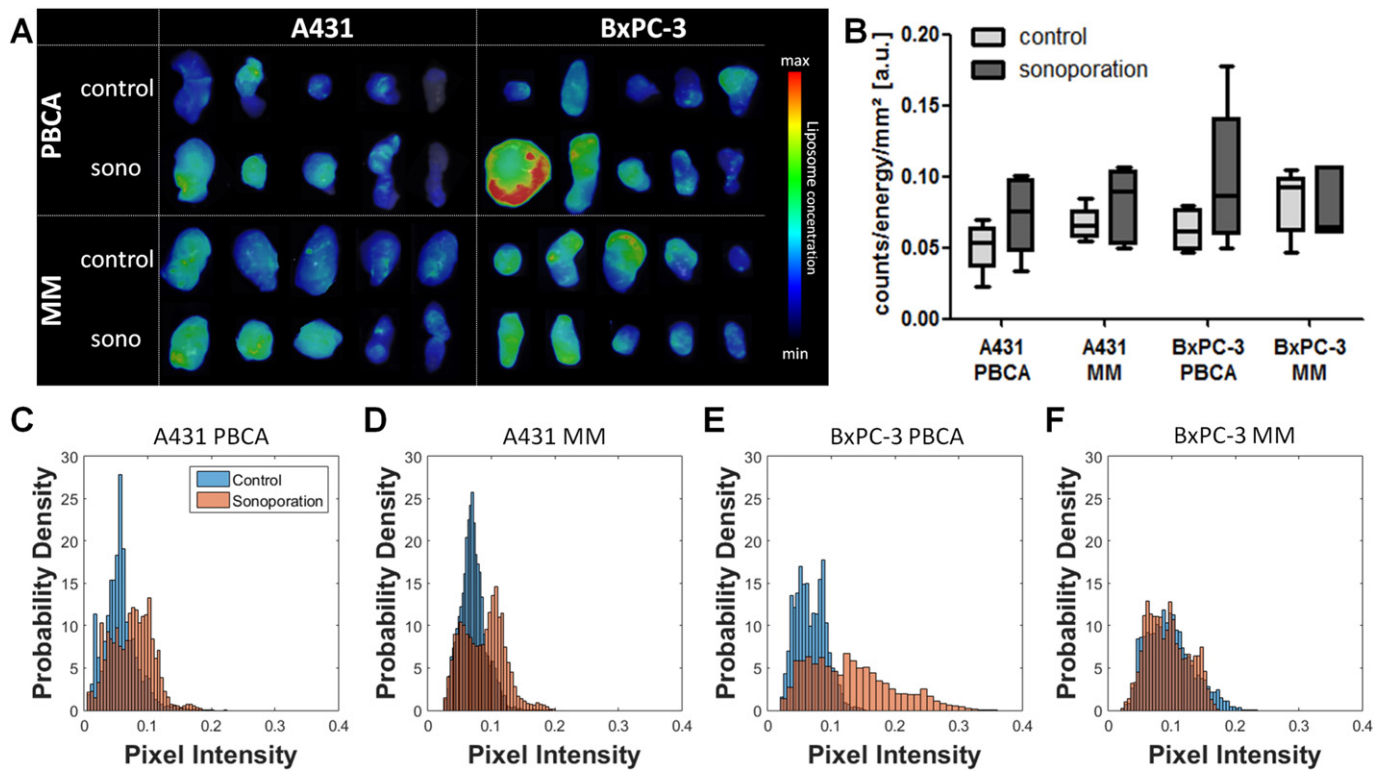 A
A431
BxPC-3
PBCA
control
sono
MM
control
sono
max
Liposome concentration
min
B
counts/energy/mm² [a.u.]
0.20
0.15
0.10
0.05
0.00
control
sonoporation
A431
PBCA
A431
MM
BxPC-3
PBCA
BxPC-3
MM
C
A431 PBCA
Probability Density
30
25
20
15
10
5
0
Control
Sonoporation
0 0.1 0.2 0.3 0.4
Pixel Intensity
D
A431 MM
Probability Density
30
25
20
15
10
5
0
0 0.1 0.2 0.3 0.4
Pixel Intensity
E
BxPC-3 PBCA
Probability Density
30
25
20
15
10
5
0
0 0.1 0.2 0.3 0.4
Pixel Intensity
F
BxPC-3 MM
Probability Density
30
25
20
15
10
5
0
0 0.1 0.2 0.3 0.4
Pixel Intensity